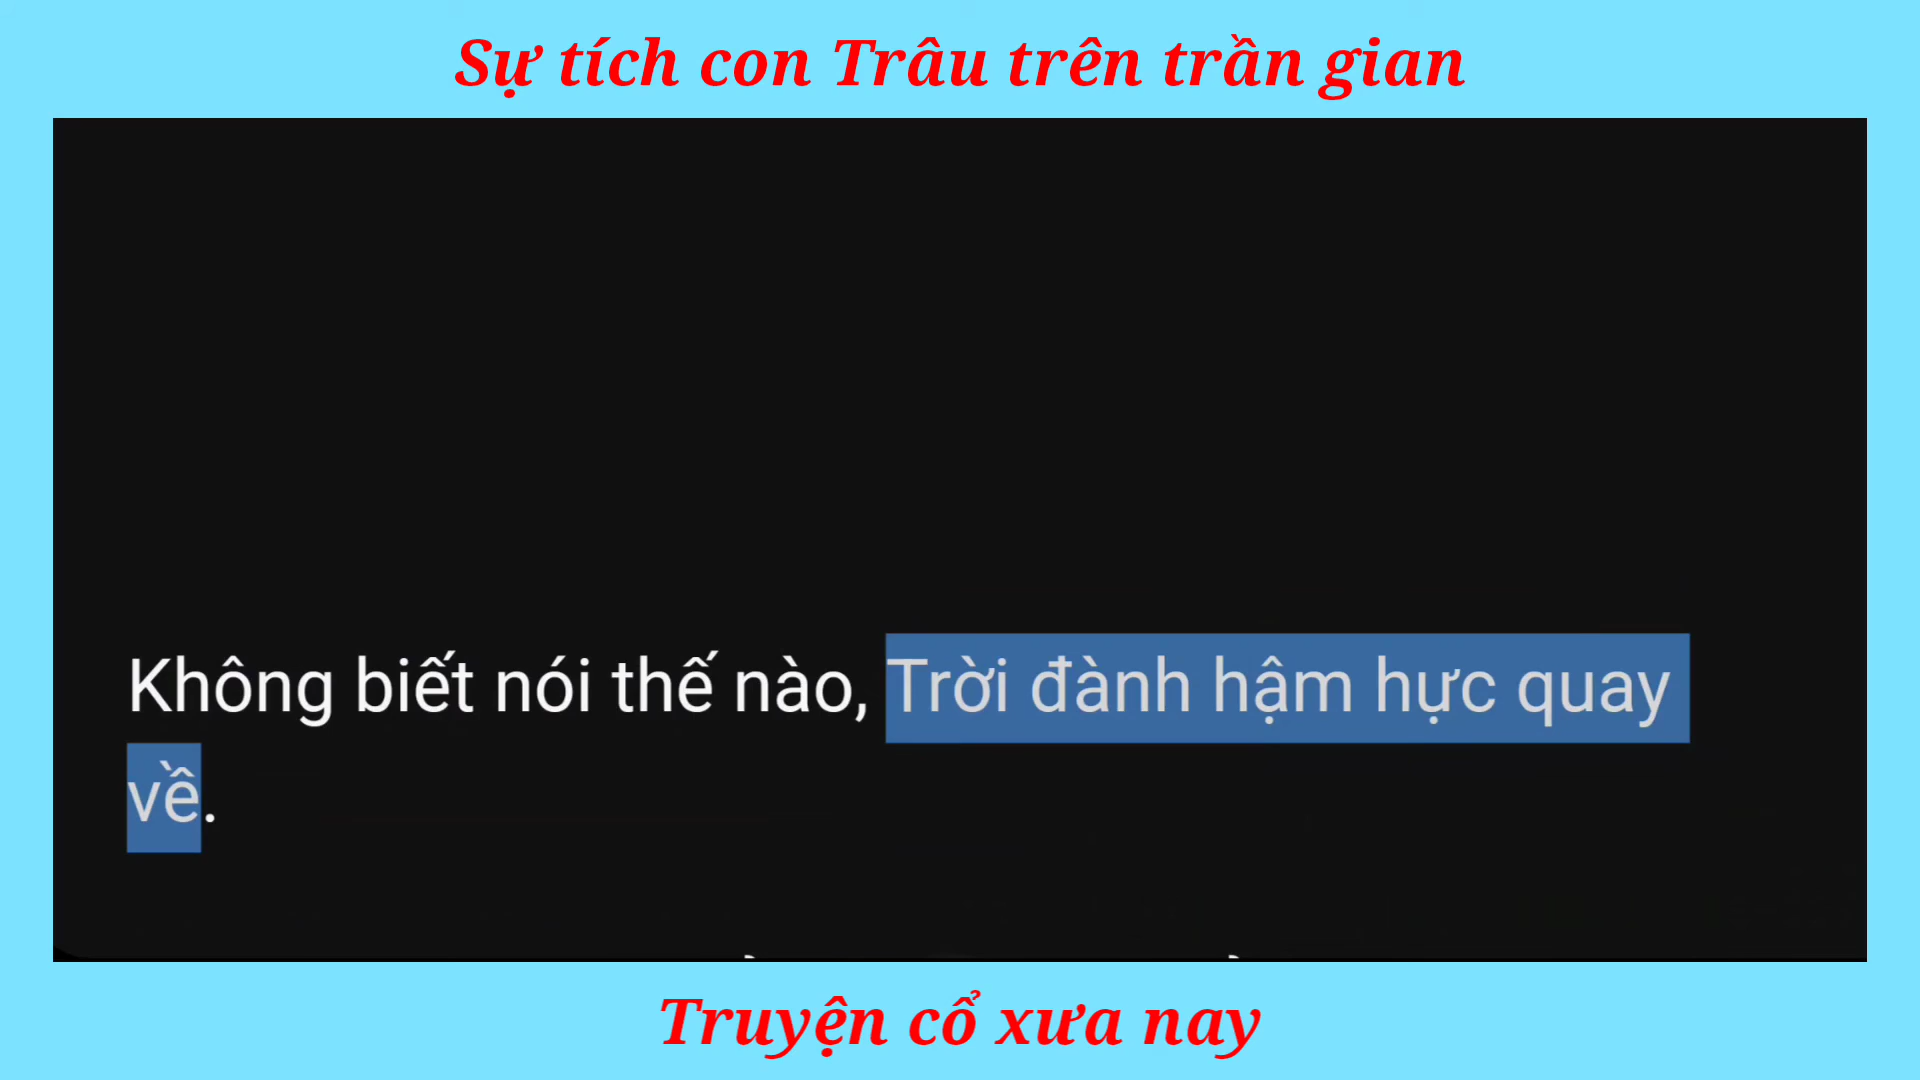 Sự tích con Trâu trên trần gian
Không biết nói thế nào, Trời đành hậm hực quay
về.
Truyện cổ xưa nay